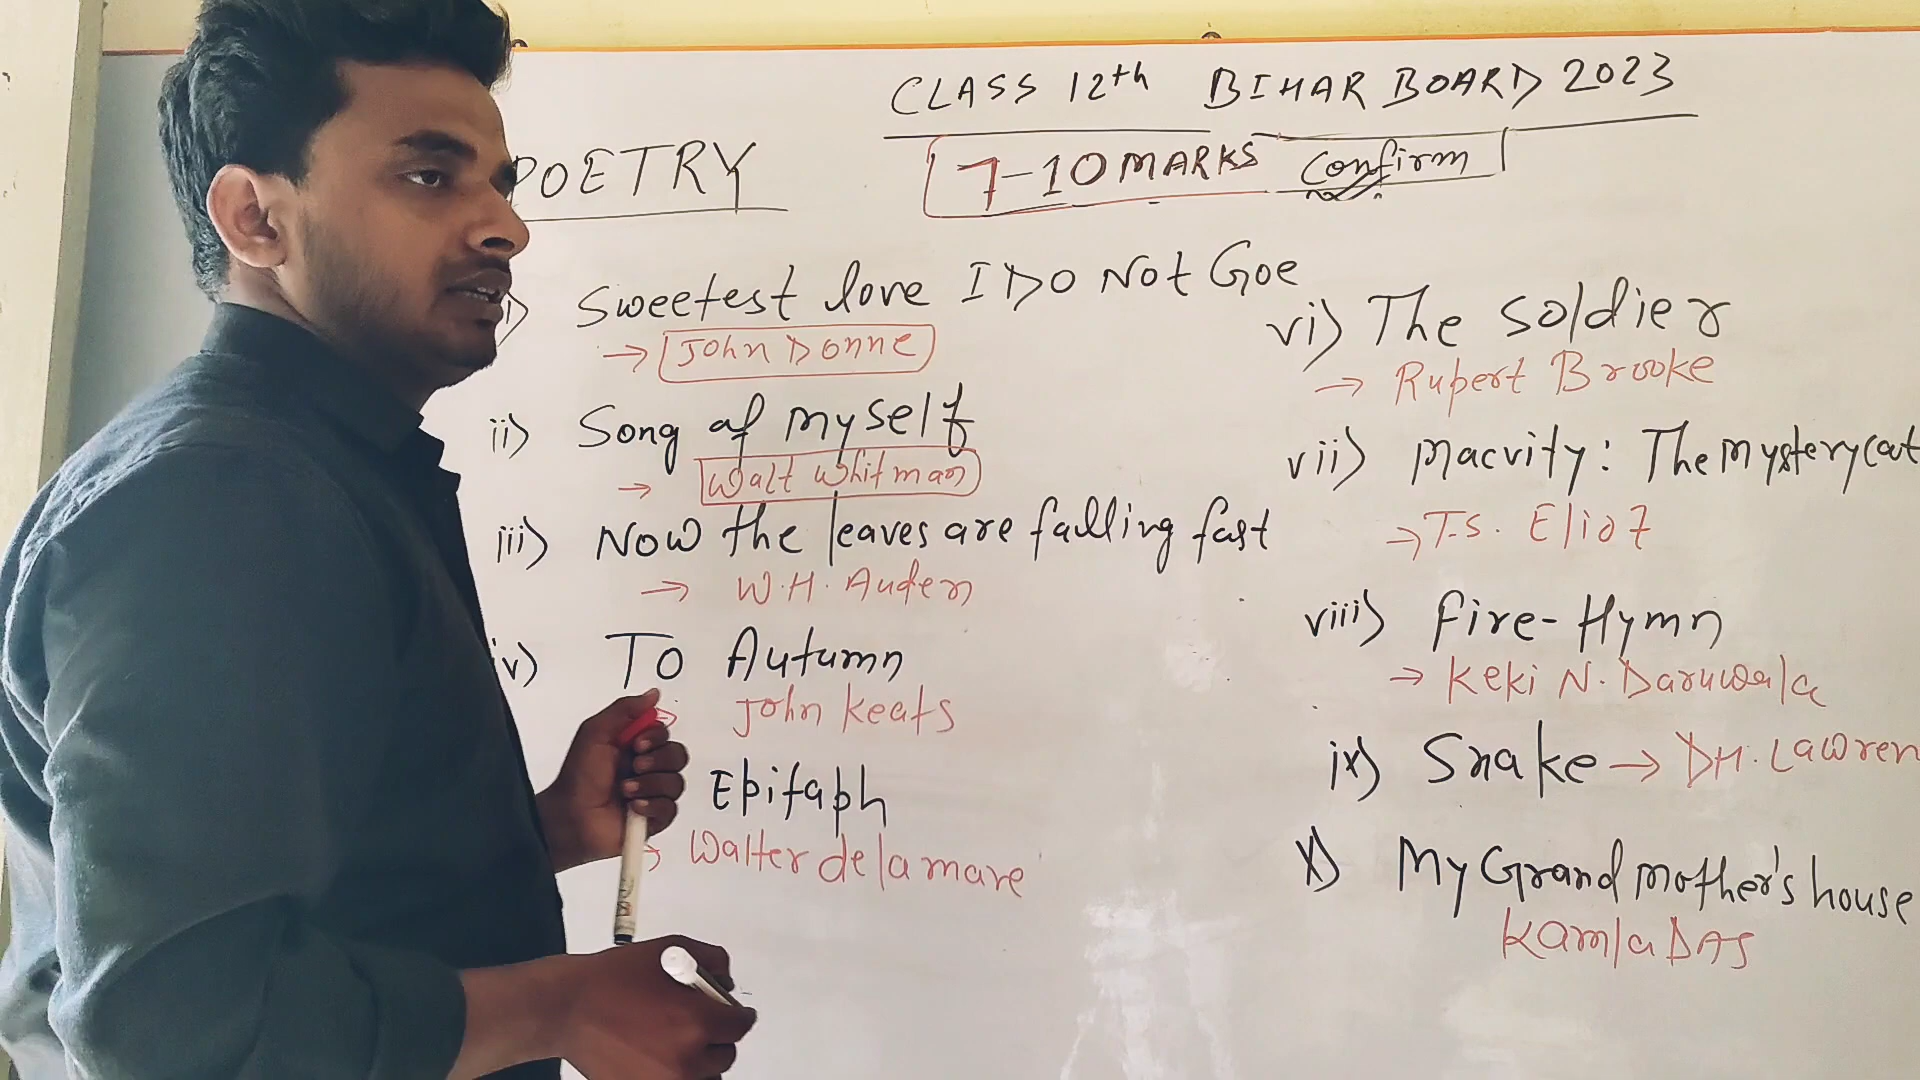 CLASS 12th BIHAR BOARD 2023
POETRY
7-10 MARKS Confirm
i) Sweetest love I DO Not Goe
→ John Donne
ii) Song of myself
→ Walt Whitman
iii) Now the leaves are falling fast
→ W.H. Auden
iv) To Autumn
→ John Keats
Epitaph
→ Walter de la mare
vi) The Soldier
→ Rupert Brooke
vii) Macvity: The mystery cat
→ T.S. Eliot
viii) Fire-Hymn
→ Keki N. Daruwala
ix) Snake → D.H. Lawren
x) My Grand mother's house
Kamla DAS